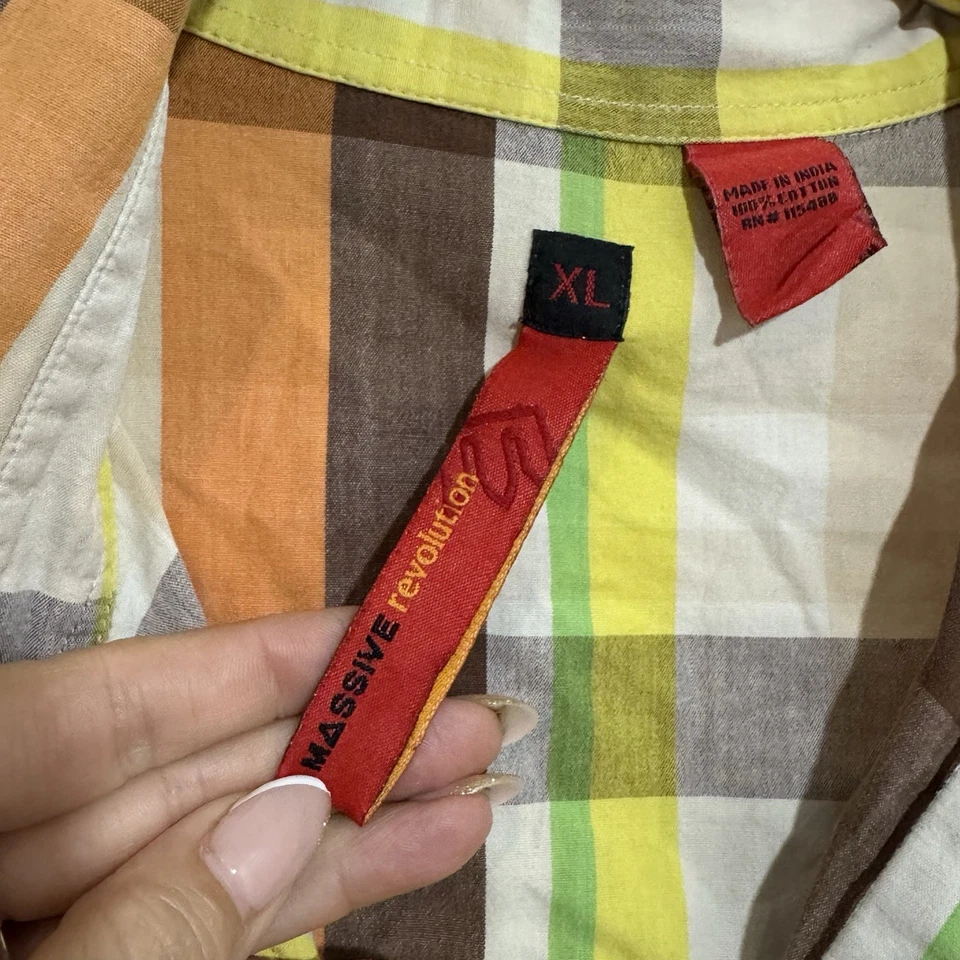 MADE IN INDIA
100% COTTON
RN# 115488
XL
MASSIVE revolution